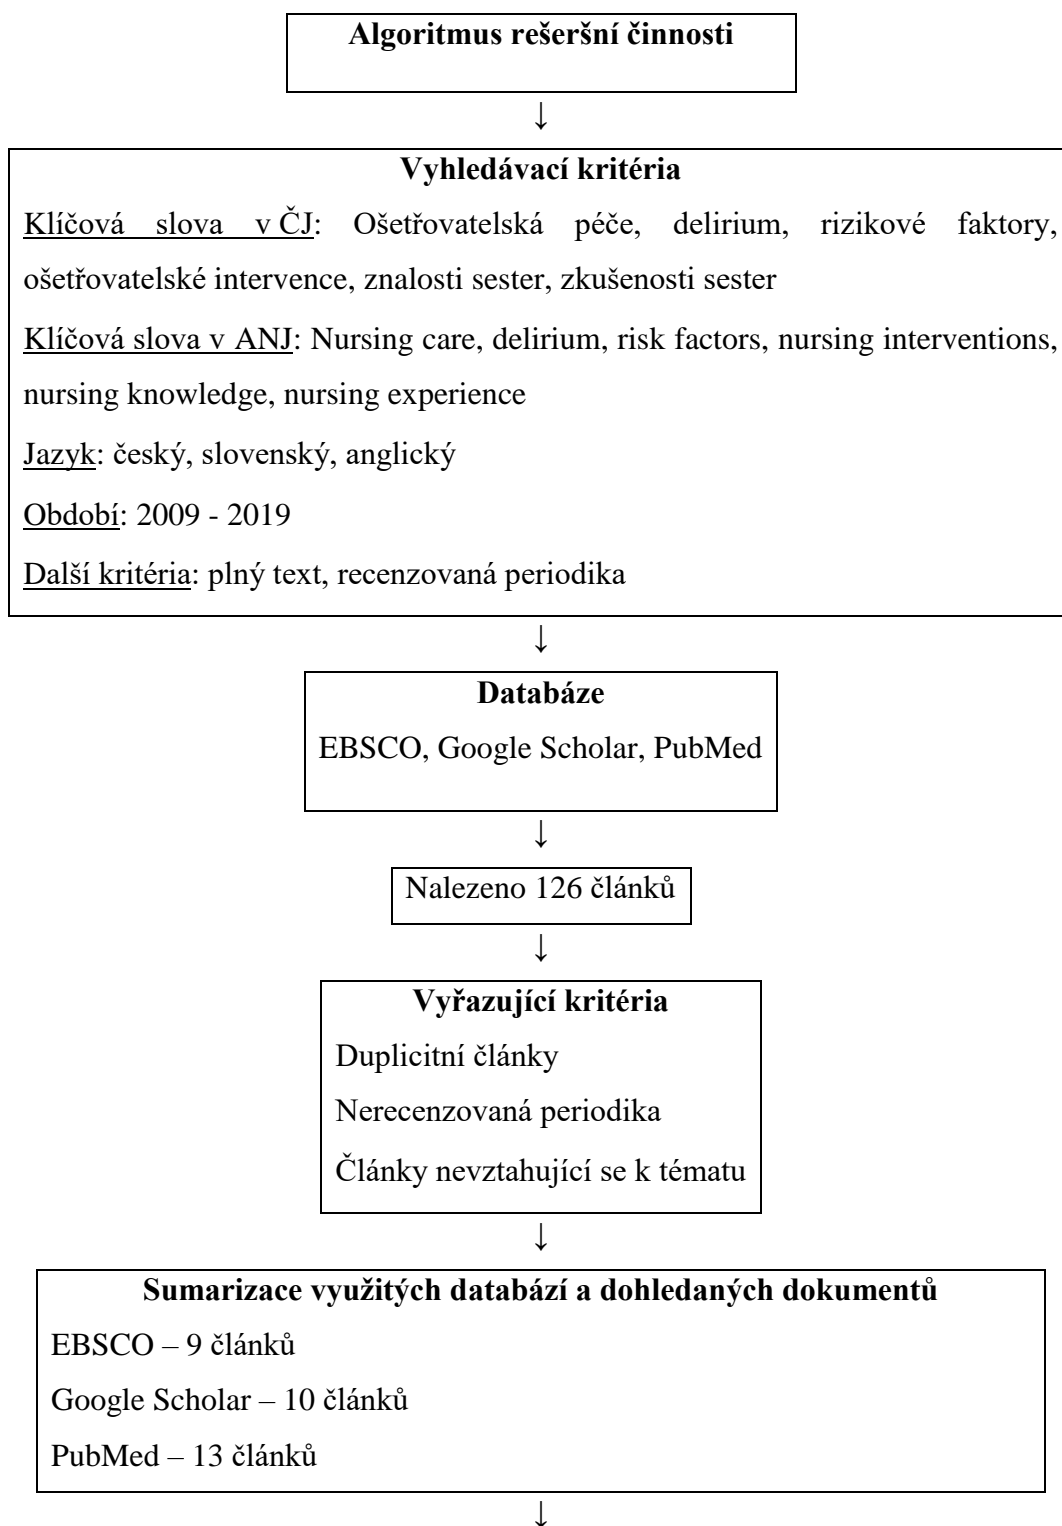 Algoritmus rešeršní činnosti
↓
Vyhledávací kritéria
Klíčová slova v ČJ: Ošetřovatelská péče, delirium, rizikové faktory,
ošetřovatelské intervence, znalosti sester, zkušenosti sester
Klíčová slova v ANJ: Nursing care, delirium, risk factors, nursing interventions,
nursing knowledge, nursing experience
Jazyk: český, slovenský, anglický
Období: 2009 - 2019
Další kritéria: plný text, recenzovaná periodika
↓
Databáze
EBSCO, Google Scholar, PubMed
↓
Nalezeno 126 článků
↓
Vyřazující kritéria
Duplicitní články
Nerecenzovaná periodika
Články nevztahující se k tématu
↓
Sumarizace využitých databází a dohledaných dokumentů
EBSCO – 9 článků
Google Scholar – 10 článků
PubMed – 13 článků
↓